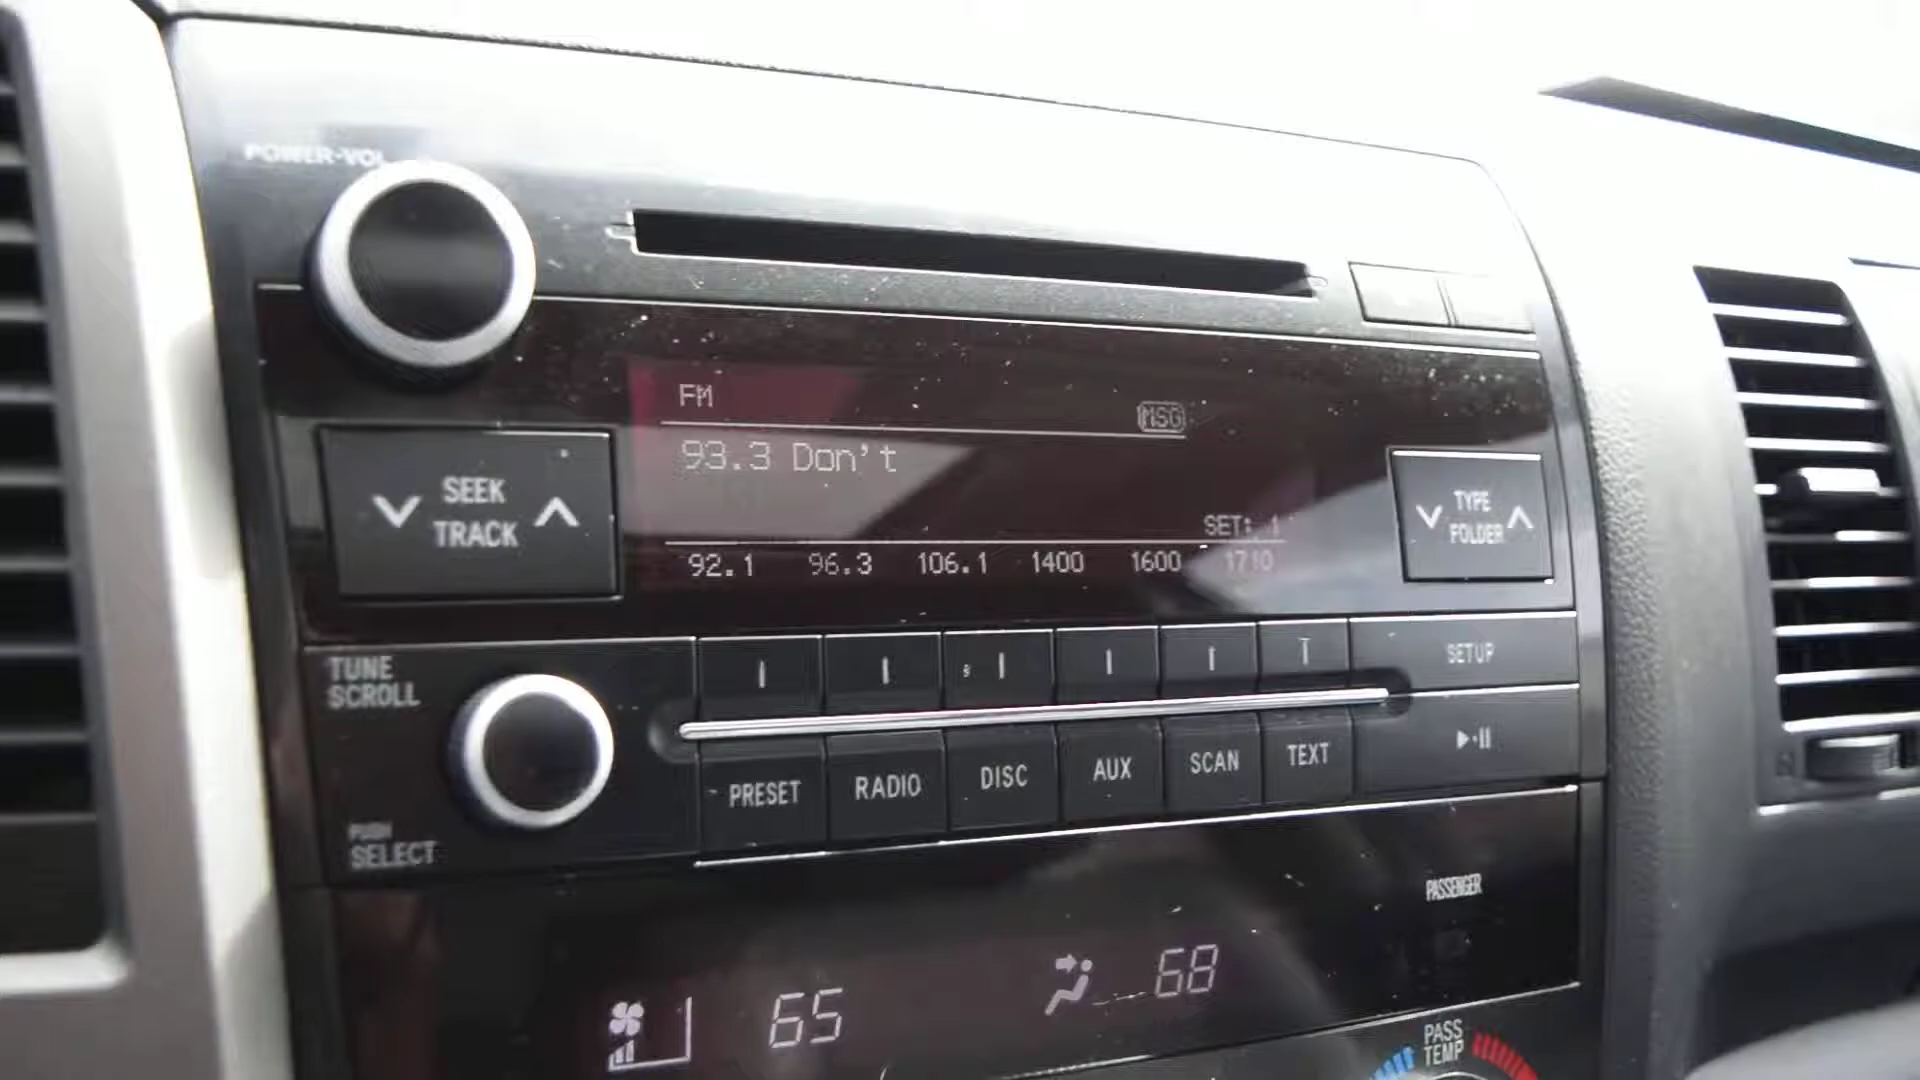 POWER-VOL
FM
MSG
93.3 Don't
SEEK
TRACK
TYPE
FOLDER
SET: 1
92.1 96.3 106.1 1400 1600 1710
TUNE
SCROLL
SETUP
PRESET RADIO DISC AUX SCAN TEXT
PUSH
SELECT
PASSENGER
65 68
PASS
TEMP